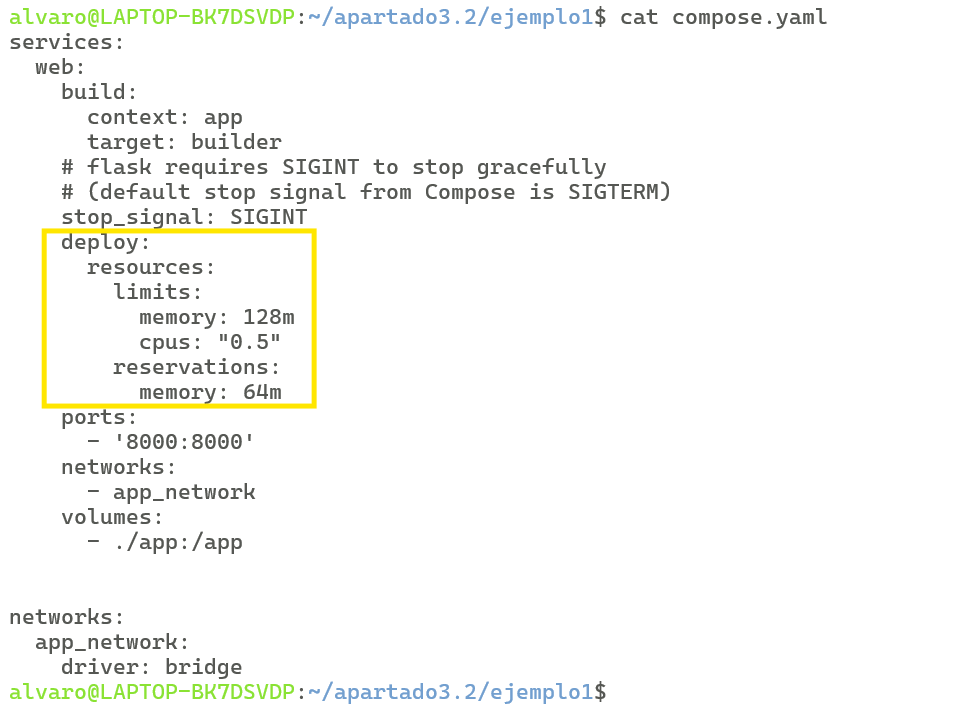 alvaro@LAPTOP-BK7DSVDP:~/apartado3.2/ejemplo1$ cat compose.yaml
services:
  web:
    build:
      context: app
      target: builder
    # flask requires SIGINT to stop gracefully
    # (default stop signal from Compose is SIGTERM)
    stop_signal: SIGINT
    deploy:
      resources:
        limits:
          memory: 128m
          cpus: "0.5"
        reservations:
          memory: 64m
    ports:
      - '8000:8000'
    networks:
      - app_network
    volumes:
      - ./app:/app
networks:
  app_network:
    driver: bridge
alvaro@LAPTOP-BK7DSVDP:~/apartado3.2/ejemplo1$